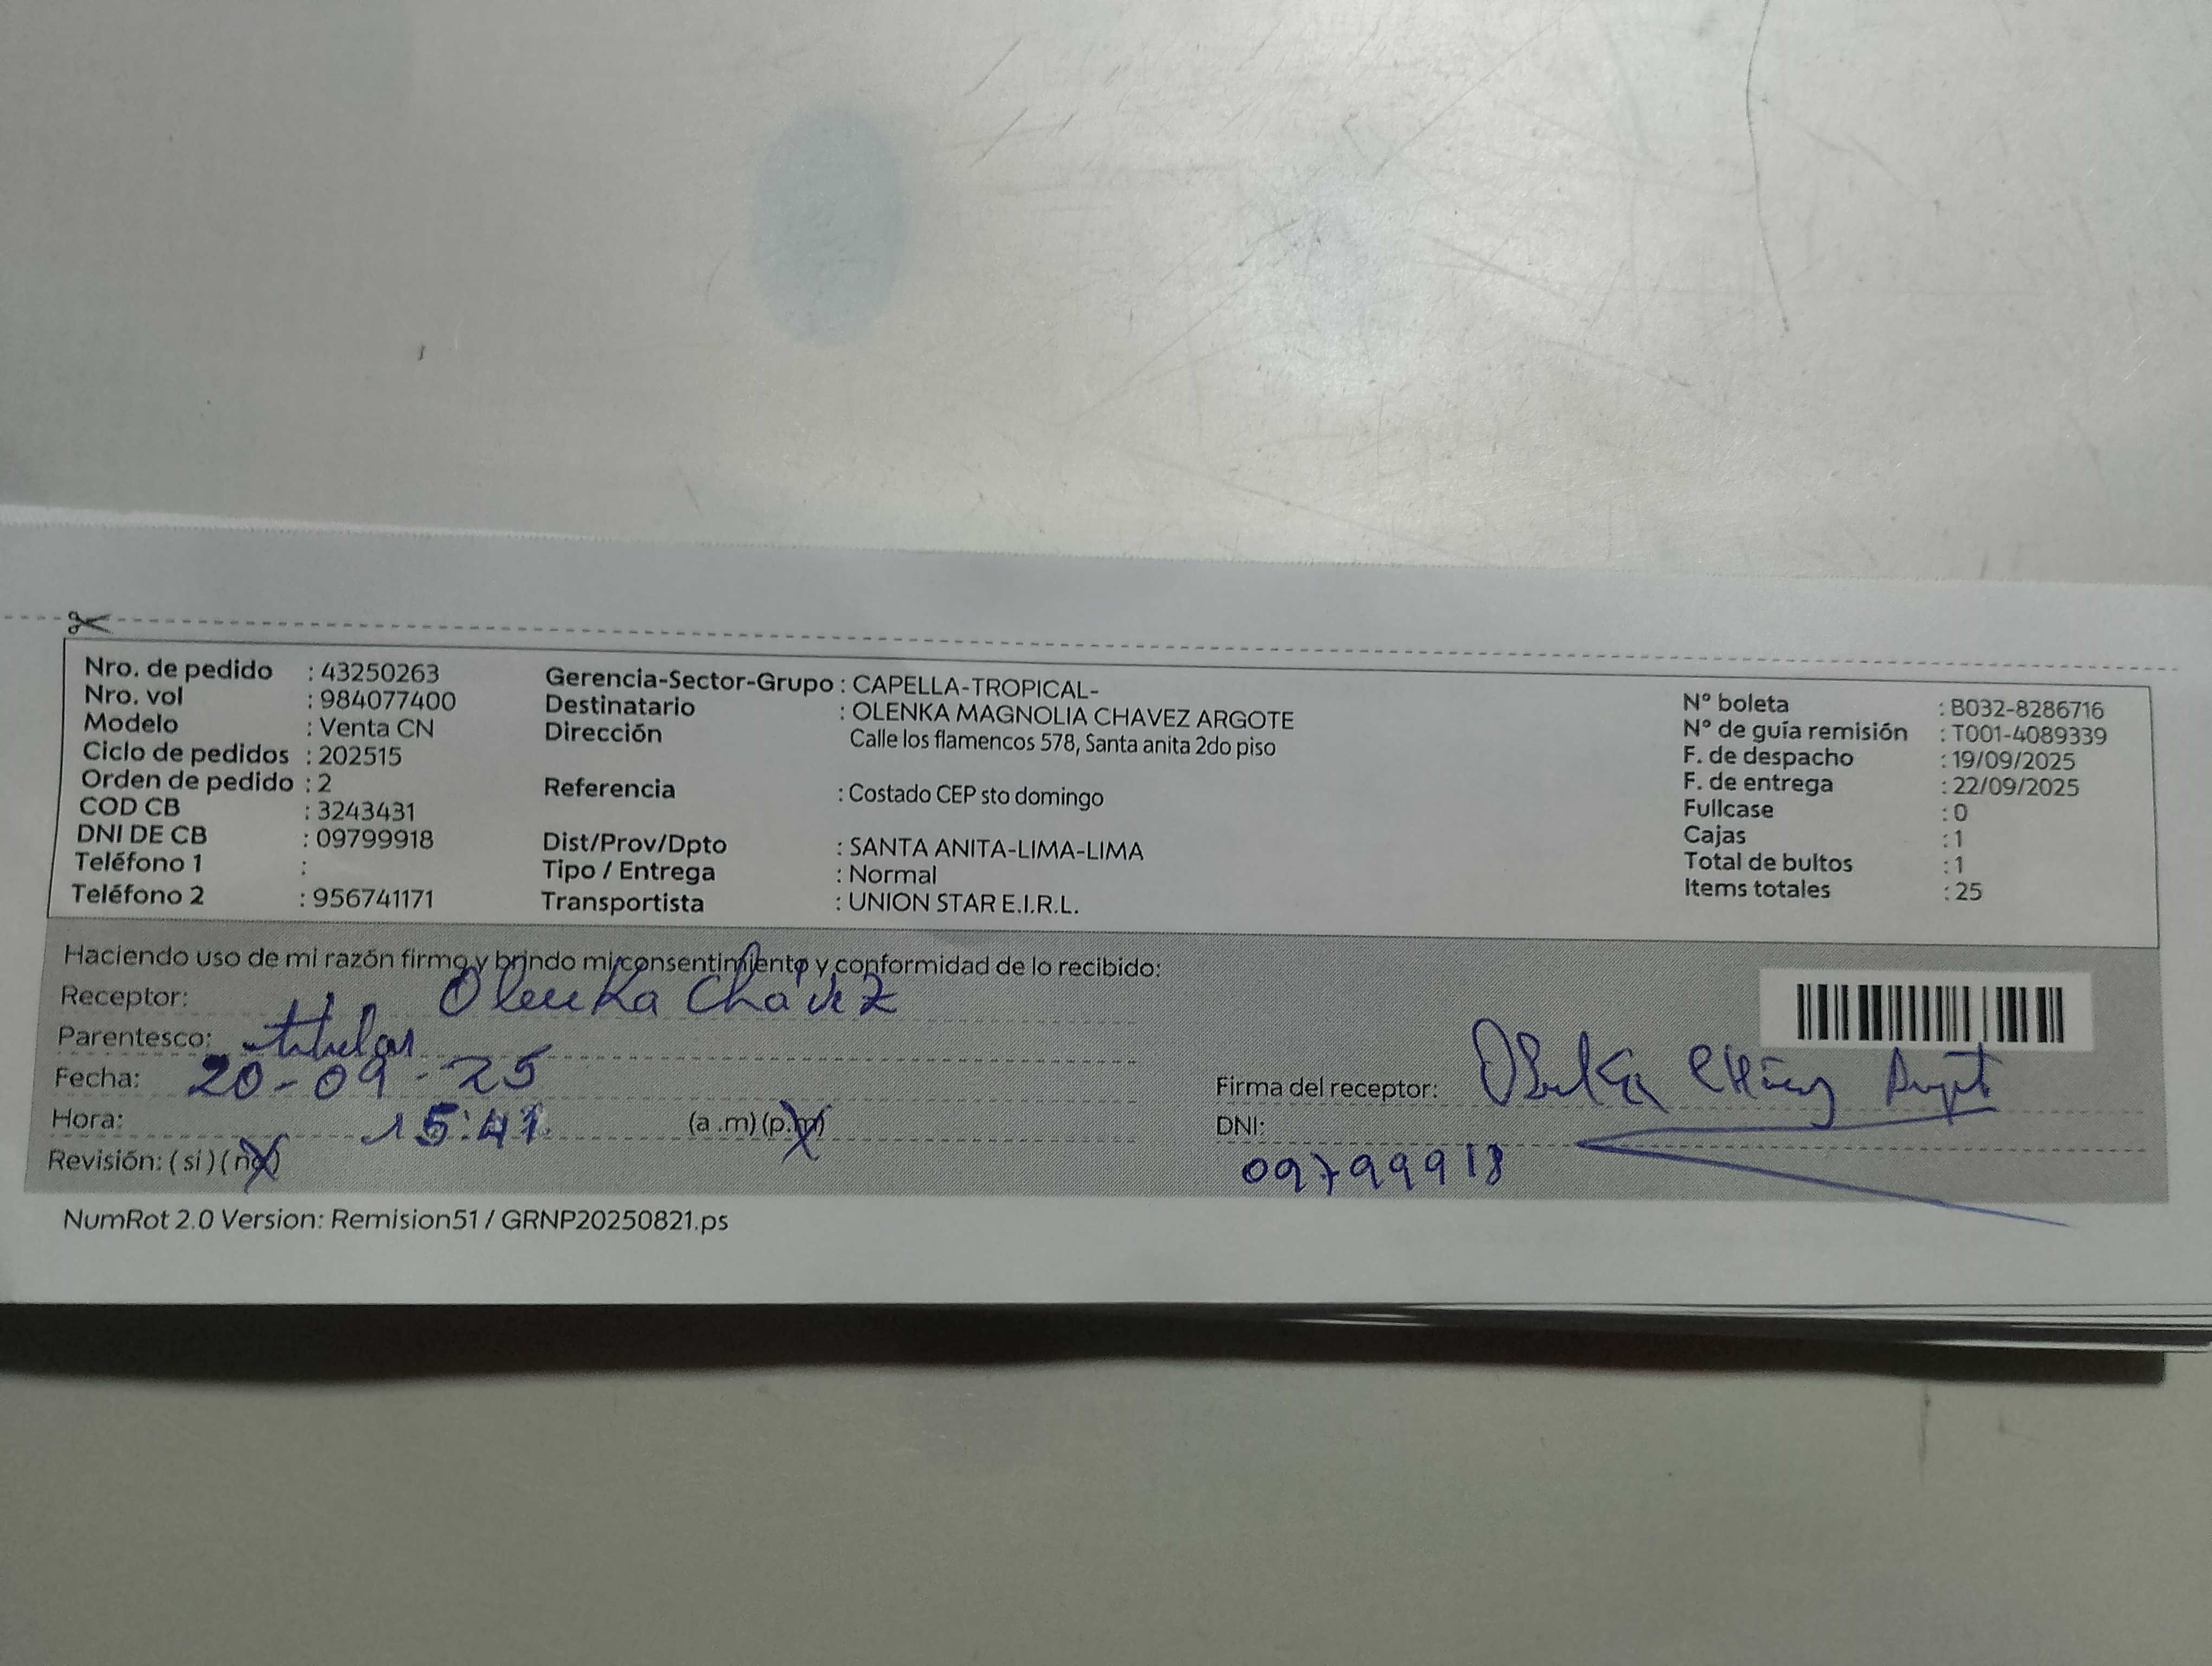 Nro. de pedido : 43250263
Nro. vol : 984077400
Modelo : Venta CN
Ciclo de pedidos : 202515
Orden de pedido : 2
COD CB : 3243431
DNI DE CB : 09799918
Teléfono 1 :
Teléfono 2 : 956741171
Gerencia-Sector-Grupo : CAPELLA-TROPICAL-
Destinatario : OLENKA MAGNOLIA CHAVEZ ARGOTE
Dirección Calle los flamencos 578, Santa anita 2do piso
Referencia : Costado CEP sto domingo
Dist/Prov/Dpto : SANTA ANITA-LIMA-LIMA
Tipo / Entrega : Normal
Transportista : UNION STAR E.I.R.L.
N° boleta : B032-8286716
N° de guía remisión : T001-4089339
F. de despacho : 19/09/2025
F. de entrega : 22/09/2025
Fullcase : 0
Cajas : 1
Total de bultos : 1
Items totales : 25
Haciendo uso de mi razón firmo y brindo mi consentimiento y conformidad de lo recibido:
Receptor: Olenka Chávez
Parentesco: titular
Fecha: 20-09-25
Hora: 15:41 (a.m) (p.m)
Revisión: (si) (no)
Firma del receptor: Olenka Chávez
DNI:
09799918
NumRot 2.0 Version: Remision51 / GRNP20250821.ps